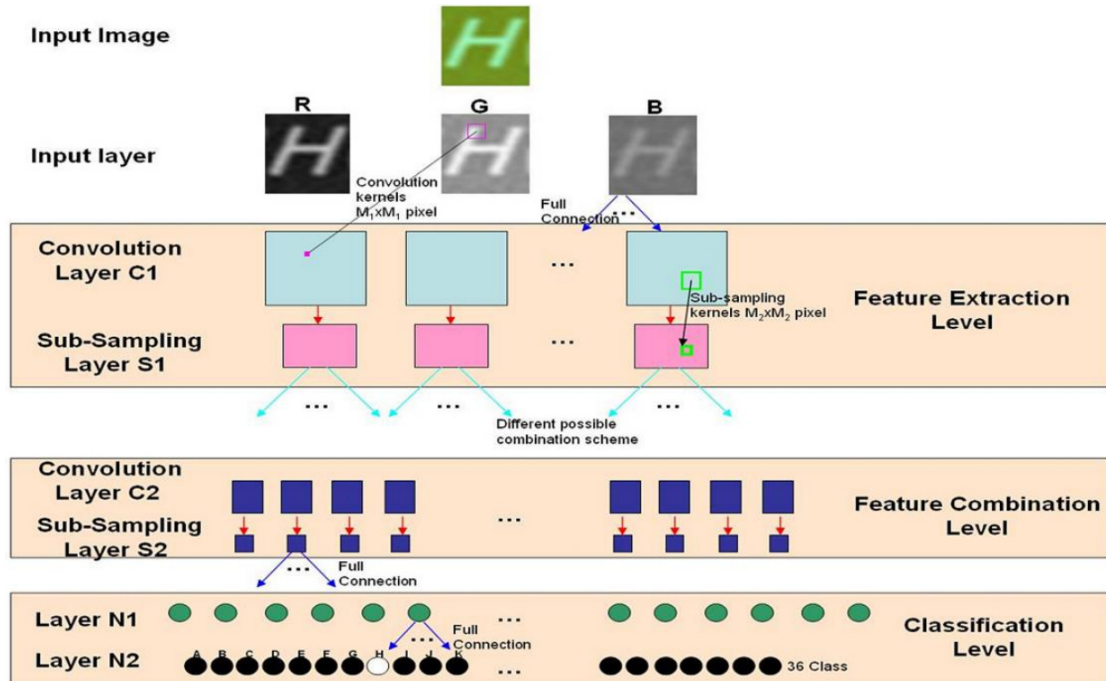 Input Image
R
G
B
Input layer
Convolution
kernels
M₁xM₁ pixel
Full
Connection
...
Convolution
Layer C1
...
Sub-sampling
kernels M₂xM₂ pixel
Feature Extraction
Level
Sub-Sampling
Layer S1
...
...
...
...
Different possible
combination scheme
Convolution
Layer C2
Sub-Sampling
Layer S2
...
Feature Combination
Level
...
Full
Connection
Layer N1
...
Full
Connection
...
Classification
Level
Layer N2
A B C D E F G H I J K
...
36 Class